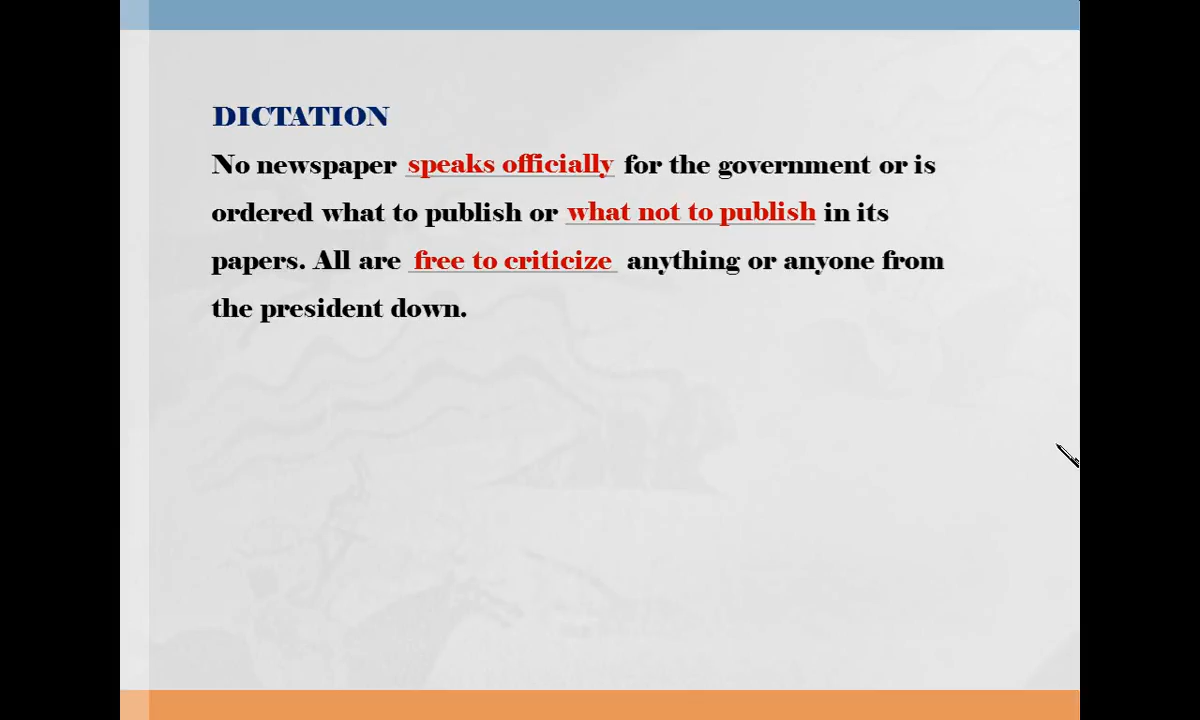 DICTATION
No newspaper speaks officially for the government or is
ordered what to publish or what not to publish in its
papers. All are free to criticize anything or anyone from
the president down.